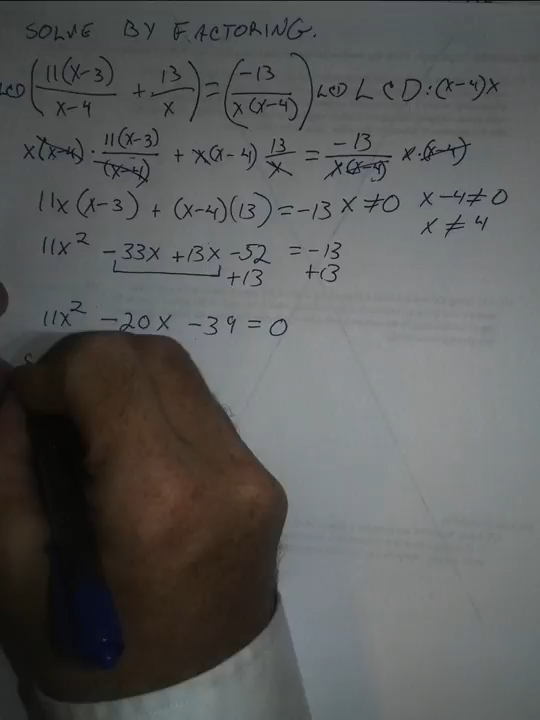 SOLVE BY FACTORING.
LCD (11(x-3)/(x-4) + 13/x) = (-13/(x(x-4))) LCD LCD: (x-4)x
x(x-4) · 11(x-3)/(x-4) + x(x-4) 13/x = -13/(x(x-4)) x·(x-4)
11x(x-3) + (x-4)(13) = -13 x≠0 x-4≠0
x≠4
11x² -33x +13x -52 = -13
+13 +13
11x² -20x -39 = 0